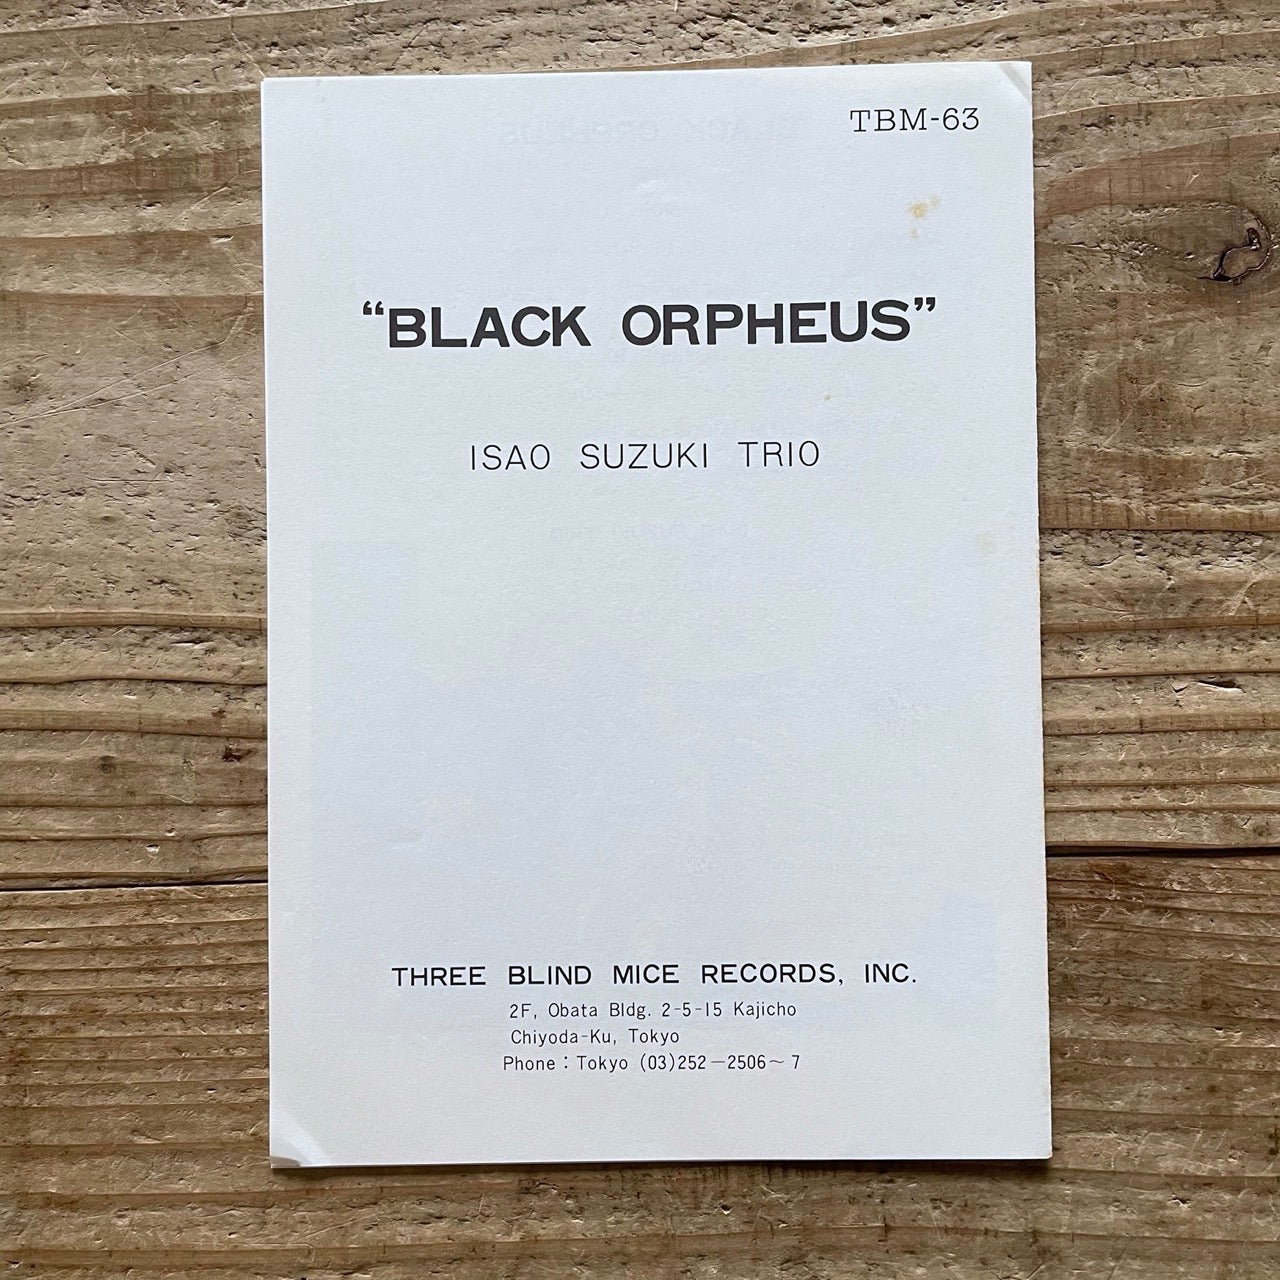 TBM-63
“BLACK ORPHEUS”
ISAO SUZUKI TRIO
THREE BLIND MICE RECORDS, INC.
2F, Obata Bldg. 2-5-15 Kajicho
Chiyoda-Ku, Tokyo
Phone : Tokyo (03)252-2506~7